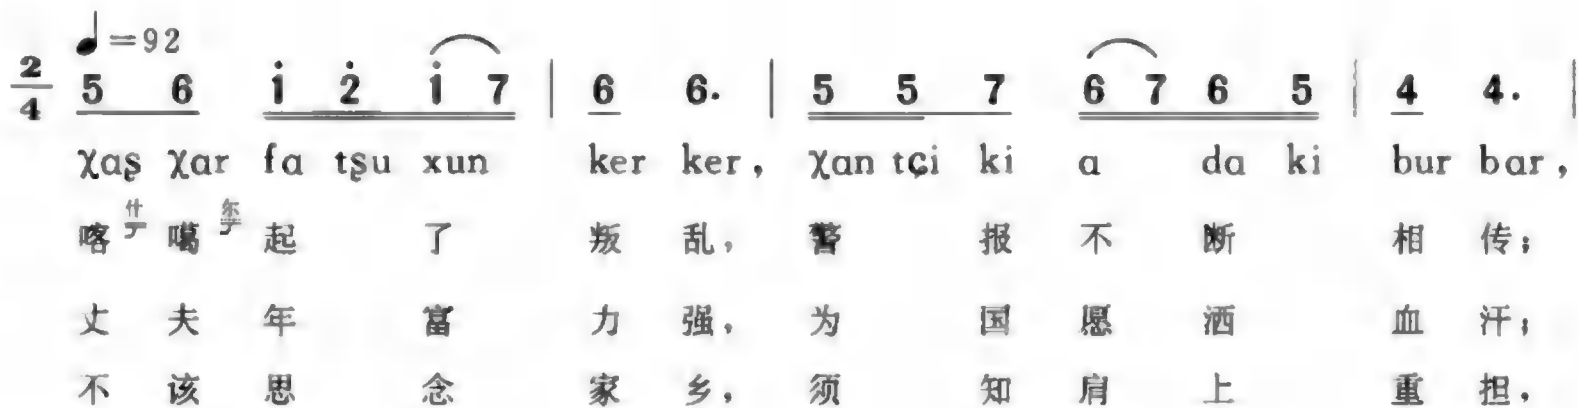 ♩=92
2/4 5 6 i̇ 2̇ i̇ 7 | 6 6. | 5 5 7 6 7 6 5 | 4 4. |
χaʂ χar fa tʂu xun ker ker, χan tɕi ki a da ki bur bar,
喀什噶尔起了叛乱，警报不断相传；
丈夫年富力强，为国愿洒血汗；
不该思念家乡，须知肩上重担，